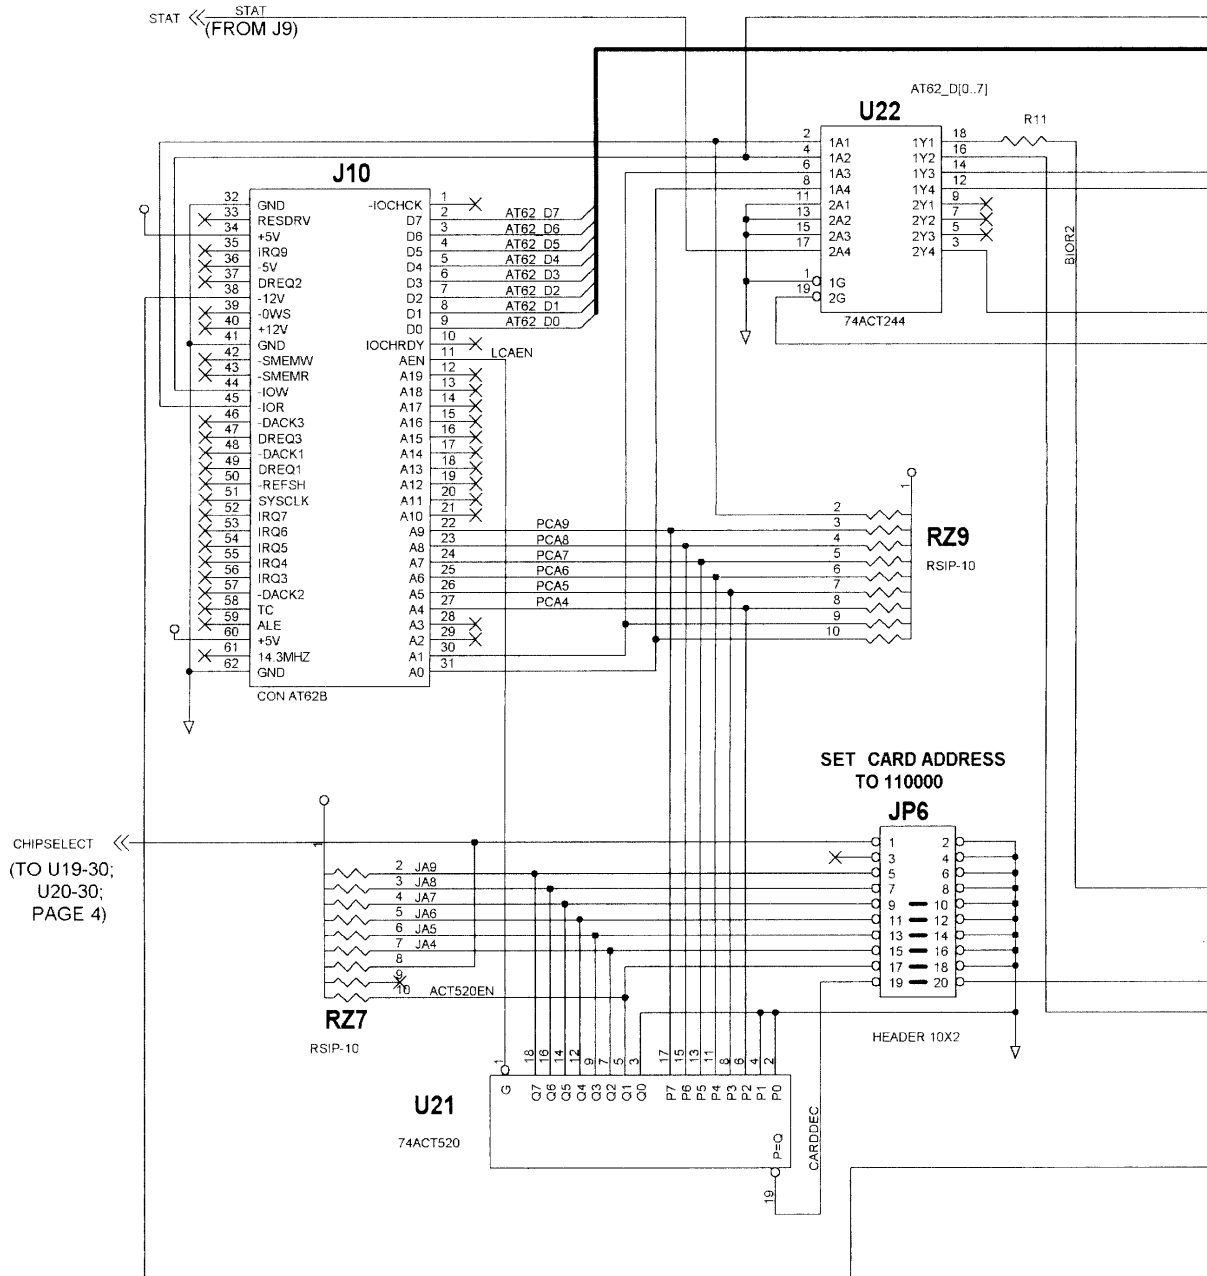 STAT
STAT
(FROM J9)
AT62_D[0..7]
U22
R11
2 1A1 1Y1 18
4 1A2 1Y2 16
6 1A3 1Y3 14
8 1A4 1Y4 12
11 2A1 2Y1 9
13 2A2 2Y2 7
15 2A3 2Y3 5
17 2A4 2Y4 3
1 1G
19 2G
74ACT244
BIOR2
J10
32 GND -IOCHCK 1
33 RESDRV D7 2 AT62_D7
34 +5V D6 3 AT62_D6
35 IRQ9 D5 4 AT62_D5
36 -5V D4 5 AT62_D4
37 DREQ2 D3 6 AT62_D3
38 -12V D2 7 AT62_D2
39 -0WS D1 8 AT62_D1
40 +12V D0 9 AT62_D0
41 GND IOCHRDY 10
42 -SMEMW AEN 11 LCAEN
43 -SMEMR A19 12
44 -IOW A18 13
45 -IOR A17 14
46 -DACK3 A16 15
47 DREQ3 A15 16
48 -DACK1 A14 17
49 DREQ1 A13 18
50 -REFSH A12 19
51 SYSCLK A11 20
52 IRQ7 A10 21
53 IRQ6 A9 22 PCA9
54 IRQ5 A8 23 PCA8
55 IRQ4 A7 24 PCA7
56 IRQ3 A6 25 PCA6
57 -DACK2 A5 26 PCA5
58 TC A4 27 PCA4
59 ALE A3 28
60 +5V A2 29
61 14.3MHZ A1 30
62 GND A0 31
CON AT62B
1
2
3
4
5
6
7
8
9
10
RZ9
RSIP-10
SET CARD ADDRESS
TO 110000
JP6
1 2
3 4
5 6
7 8
9 10
11 12
13 14
15 16
17 18
19 20
HEADER 10X2
CHIPSELECT
(TO U19-30;
U20-30;
PAGE 4)
1
2 JA9
3 JA8
4 JA7
5 JA6
6 JA5
7 JA4
8
9
10 ACT520EN
RZ7
RSIP-10
1 18 16 14 12 9 7 5 3 17 15 13 11 8 6 4 2
G Q7 Q6 Q5 Q4 Q3 Q2 Q1 Q0 P7 P6 P5 P4 P3 P2 P1 P0
U21
74ACT520
P=Q
19
CARDDEC